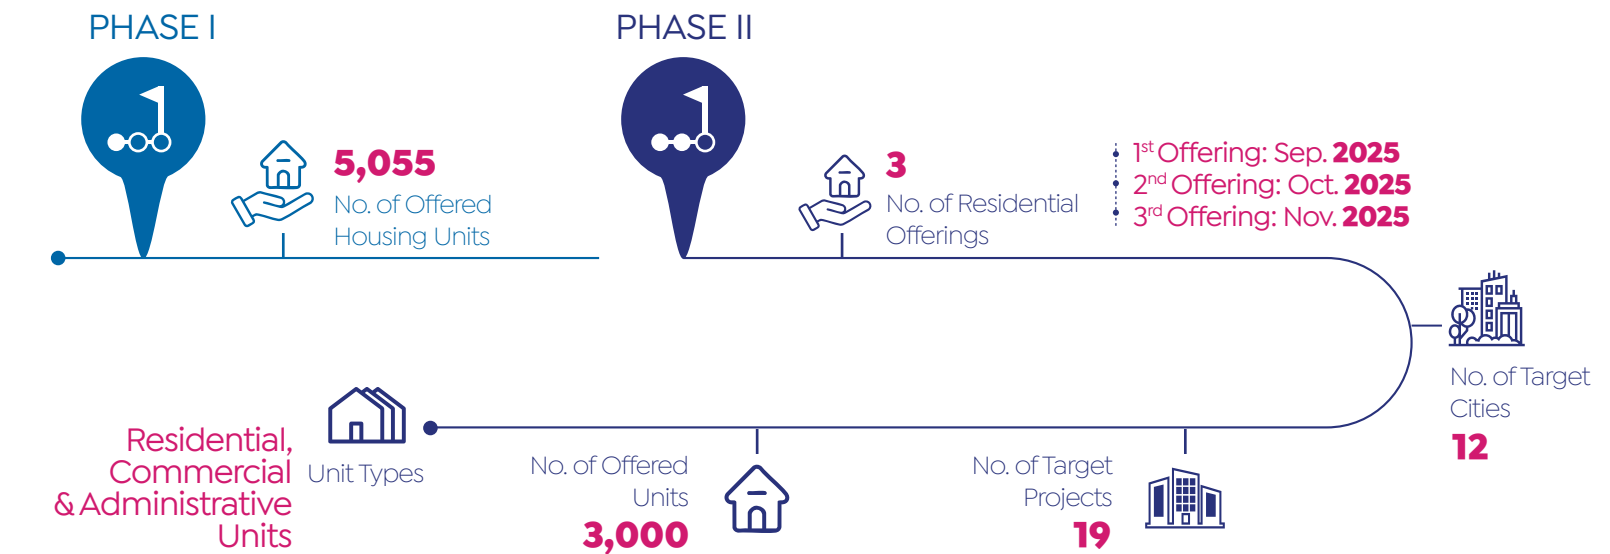 PHASE I
5,055
No. of Offered
Housing Units
PHASE II
3
No. of Residential
Offerings
1st Offering: Sep. 2025
2nd Offering: Oct. 2025
3rd Offering: Nov. 2025
No. of Target
Cities
12
No. of Target
Projects
19
No. of Offered
Units
3,000
Unit Types
Residential,
Commercial
& Administrative
Units